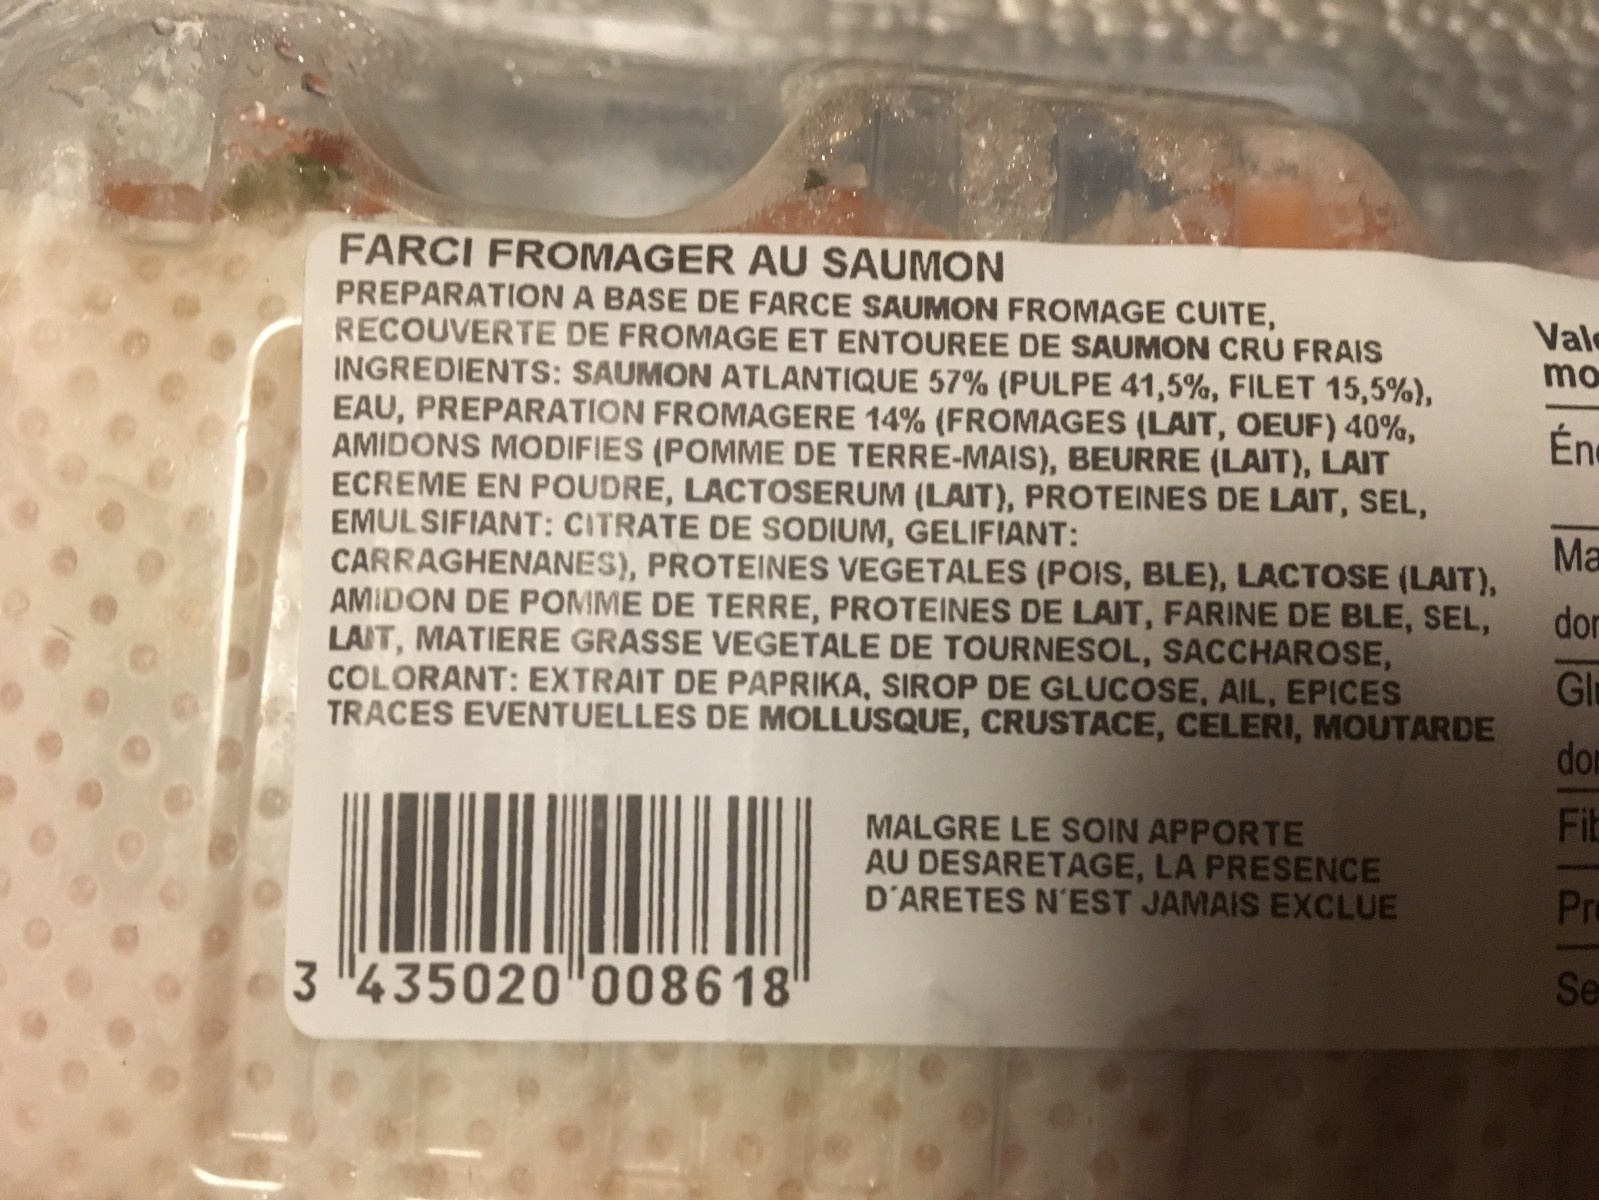 FARCI FROMAGER AU SAUMON
PREPARATION A BASE DE FARCE SAUMON FROMAGE CUITE,
RECOUVERTE DE FROMAGE ET ENTOUREE DE SAUMON CRU FRAIS
INGREDIENTS: SAUMON ATLANTIQUE 57% (PULPE 41,5%, FILET 15,5%),
EAU, PREPARATION FROMAGERE 14% (FROMAGES (LAIT, OEUF) 40%,
AMIDONS MODIFIES (POMME DE TERRE-MAIS), BEURRE (LAIT), LAIT
ECREME EN POUDRE, LACTOSERUM (LAIT), PROTEINES DE LAIT, SEL,
EMULSIFIANT: CITRATE DE SODIUM, GELIFIANT:
CARRAGHENANES), PROTEINES VEGETALES (POIS, BLE), LACTOSE (LAIT),
AMIDON DE POMME DE TERRE, PROTEINES DE LAIT, FARINE DE BLE, SEL,
LAIT, MATIERE GRASSE VEGETALE DE TOURNESOL, SACCHAROSE,
COLORANT: EXTRAIT DE PAPRIKA, SIROP DE GLUCOSE, AIL, EPICES
TRACES EVENTUELLES DE MOLLUSQUE, CRUSTACE, CELERI, MOUTARDE
MALGRE LE SOIN APPORTE
AU DESARETAGE, LA PRESENCE
D'ARETES N'EST JAMAIS EXCLUE
3 435020 008618
Val
mo
Én
Ma
dor
Gl
do
Fib
Pr
Se